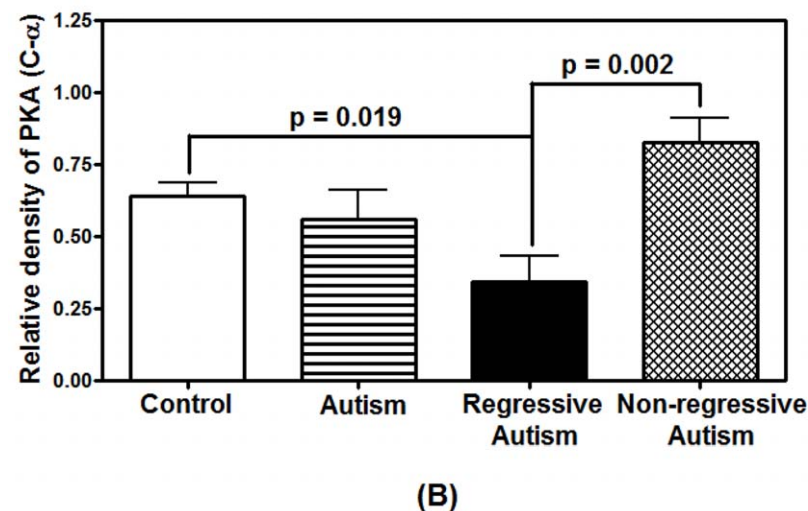 Relative density of PKA (C-α)
1.25
1.00
0.75
0.50
0.25
0.00
p = 0.019
p = 0.002
Control
Autism
Regressive
Autism
Non-regressive
Autism
(B)